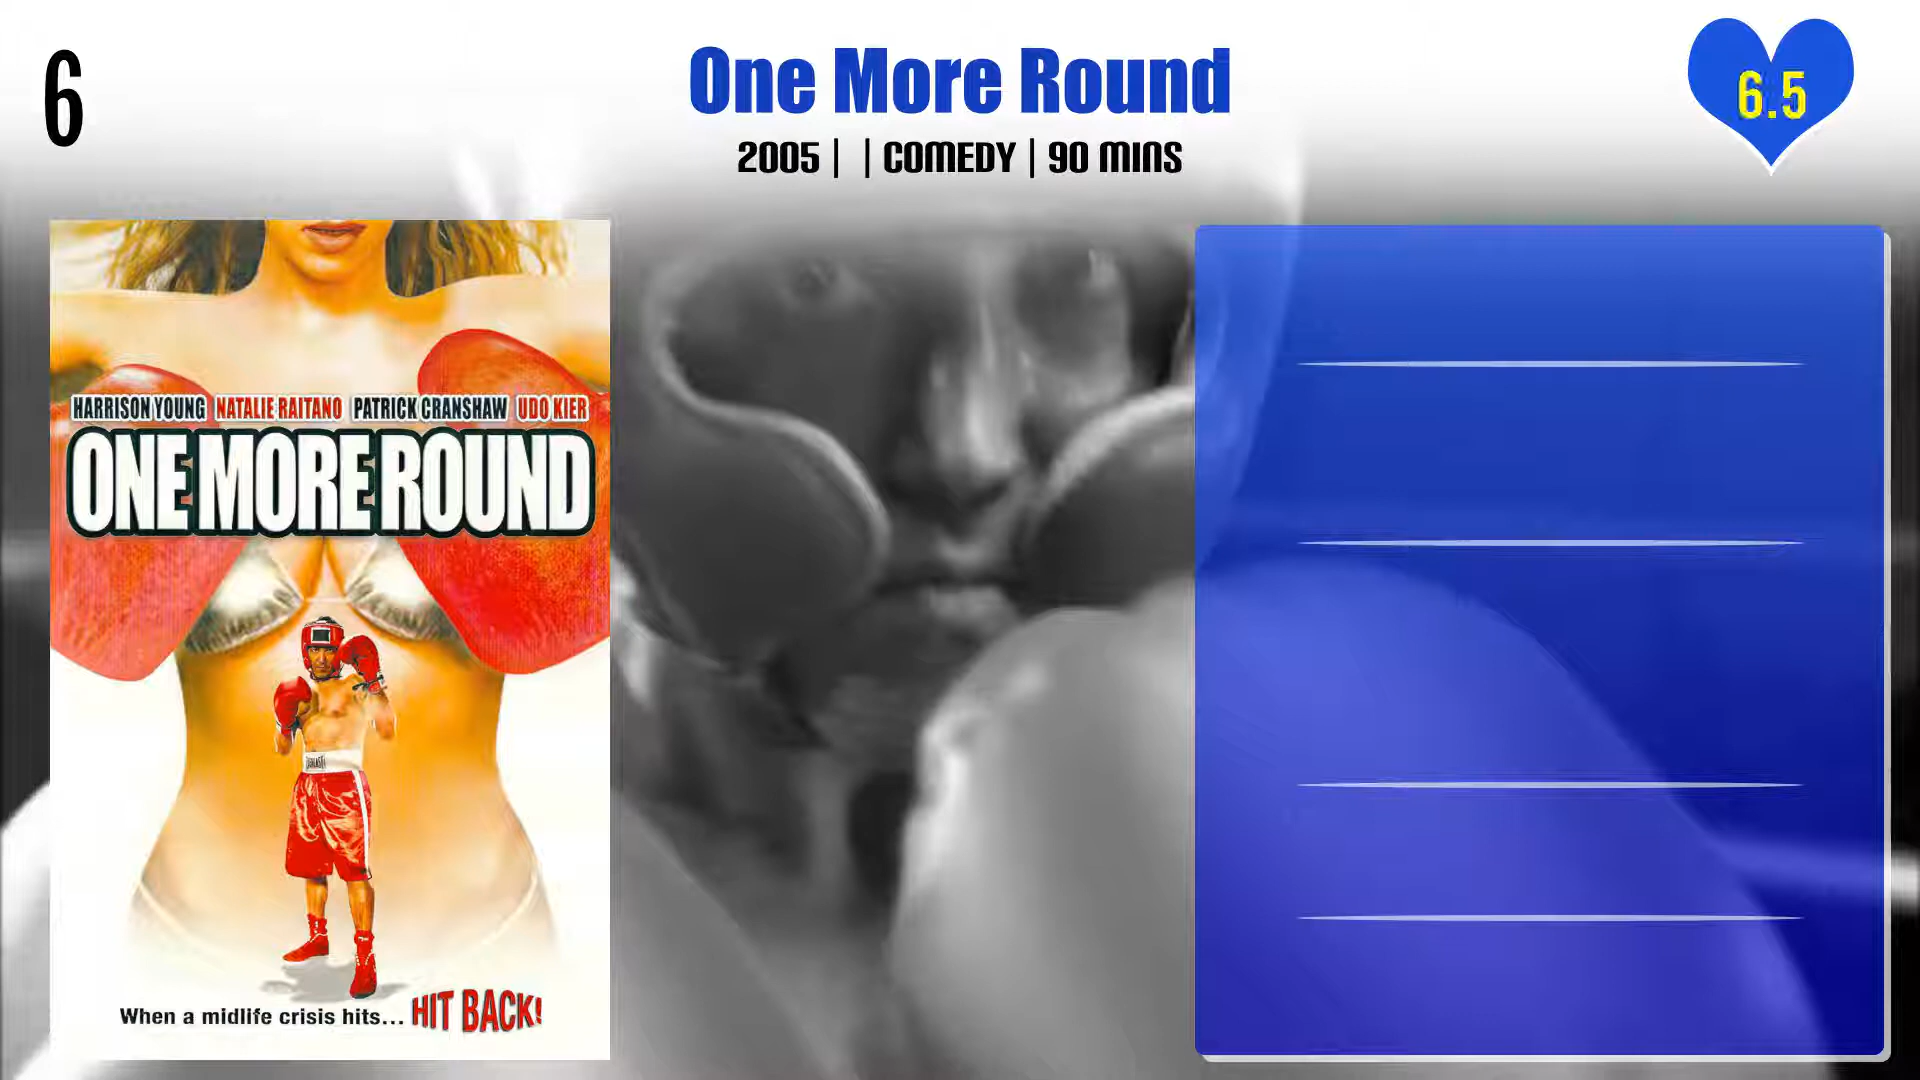 6
One More Round
6.5
2005 | | COMEDY | 90 MINS
HARRISON YOUNG NATALIE RAITANO PATRICK CRANSHAW UDO KIER
ONE MORE ROUND
EVERLAST
When a midlife crisis hits... HIT BACK!